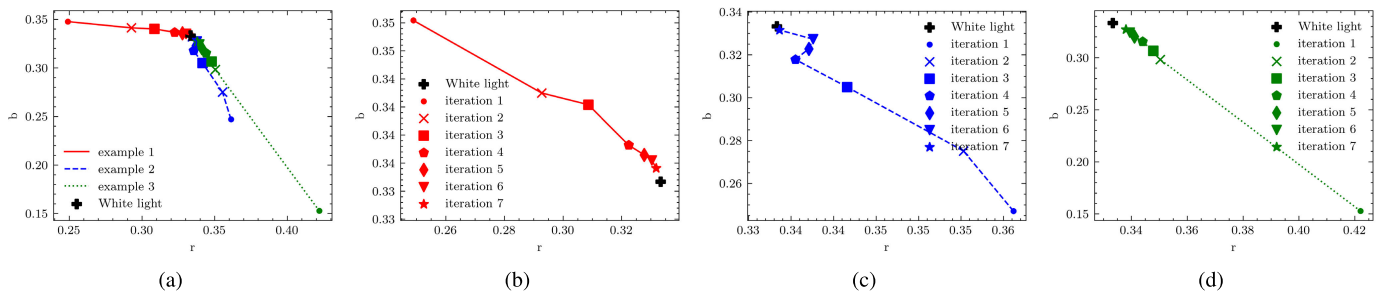 0.35
0.30
0.25
0.20
0.15
b
example 1
example 2
example 3
White light
0.25
0.30
0.35
0.40
r
(a)
0.35
0.35
0.34
0.34
0.34
0.33
0.33
b
White light
iteration 1
iteration 2
iteration 3
iteration 4
iteration 5
iteration 6
iteration 7
0.26
0.28
0.30
0.32
r
(b)
0.34
0.32
0.30
0.28
0.26
b
White light
iteration 1
iteration 2
iteration 3
iteration 4
iteration 5
iteration 6
iteration 7
0.33
0.34
0.34
0.35
0.35
0.36
r
(c)
0.35
0.30
0.25
0.20
0.15
b
White light
iteration 1
iteration 2
iteration 3
iteration 4
iteration 5
iteration 6
iteration 7
0.34
0.36
0.38
0.40
0.42
r
(d)